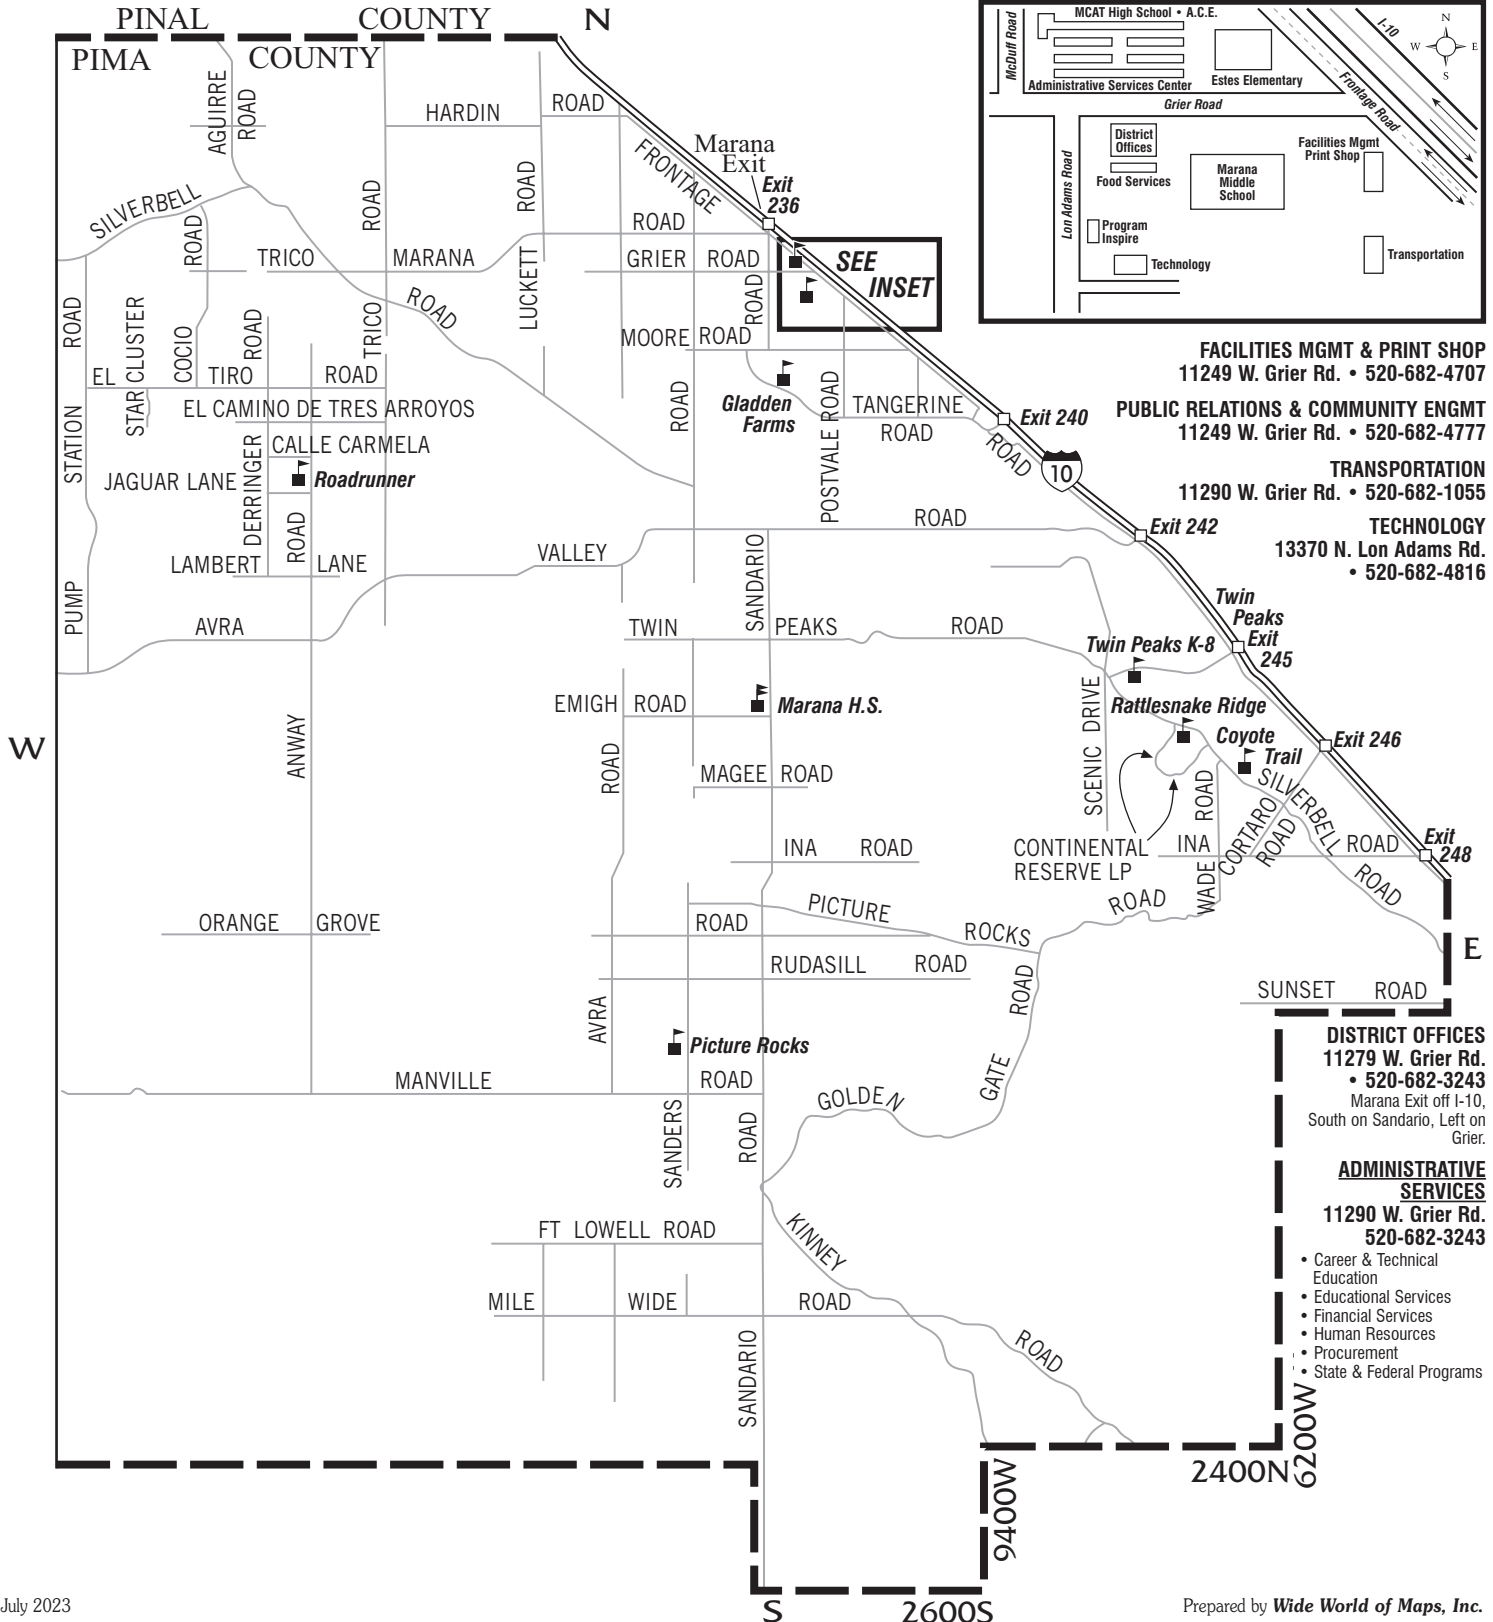 PINAL COUNTY
PIMA COUNTY
N
AGUIRRE
ROAD
HARDIN
ROAD
FRONTAGE
Marana
Exit
Exit
236
SILVERBELL
ROAD
ROAD
ROAD
LUCKETT
ROAD
TRICO
MARANA
GRIER ROAD
SEE
INSET
ROAD
ROAD
STAR CLUSTER
COCIO
ROAD
ROAD
TRICO
MOORE ROAD
ROAD
EL
TIRO
ROAD
EL CAMINO DE TRES ARROYOS
CALLE CARMELA
STATION
JAGUAR LANE
DERRINGER
Roadrunner
ROAD
Gladden
Farms
POSTVALE ROAD
TANGERINE
ROAD
Exit 240
ROAD
10
ROAD
Exit 242
LAMBERT
LANE
VALLEY
PUMP
AVRA
SANDARIO
TWIN
PEAKS
ROAD
Twin
Peaks
Exit
245
Twin Peaks K-8
EMIGH ROAD
Marana H.S.
SCENIC DRIVE
Rattlesnake Ridge
Coyote
Trail
Exit 246
W
ANWAY
ROAD
MAGEE ROAD
SILVERBELL
ROAD
CORTARO
ROAD
CONTINENTAL
RESERVE LP
INA
ROAD
INA
ROAD
Exit
248
WADE
ROAD
ROAD
ORANGE
GROVE
ROAD
PICTURE
ROCKS
RUDASILL
ROAD
E
AVRA
ROAD
SUNSET
ROAD
Picture Rocks
MANVILLE
ROAD
GATE
GOLDEN
SANDERS
ROAD
FT LOWELL ROAD
KINNEY
MILE
WIDE
ROAD
ROAD
SANDARIO
2400N
6200W
9400W
S
2600S
MCAT High School • A.C.E.
McDuff Road
Administrative Services Center
Estes Elementary
I-10
N
W
E
S
Grier Road
Frontage Road
District
Offices
Food Services
Lon Adams Road
Marana
Middle
School
Facilities Mgmt
Print Shop
Program
Inspire
Technology
Transportation
FACILITIES MGMT & PRINT SHOP
11249 W. Grier Rd. • 520-682-4707
PUBLIC RELATIONS & COMMUNITY ENGMT
11249 W. Grier Rd. • 520-682-4777
TRANSPORTATION
11290 W. Grier Rd. • 520-682-1055
TECHNOLOGY
13370 N. Lon Adams Rd.
• 520-682-4816
DISTRICT OFFICES
11279 W. Grier Rd.
• 520-682-3243
Marana Exit off I-10,
South on Sandario, Left on
Grier.
ADMINISTRATIVE
SERVICES
11290 W. Grier Rd.
520-682-3243
• Career & Technical
Education
• Educational Services
• Financial Services
• Human Resources
• Procurement
• State & Federal Programs
July 2023
Prepared by Wide World of Maps, Inc.